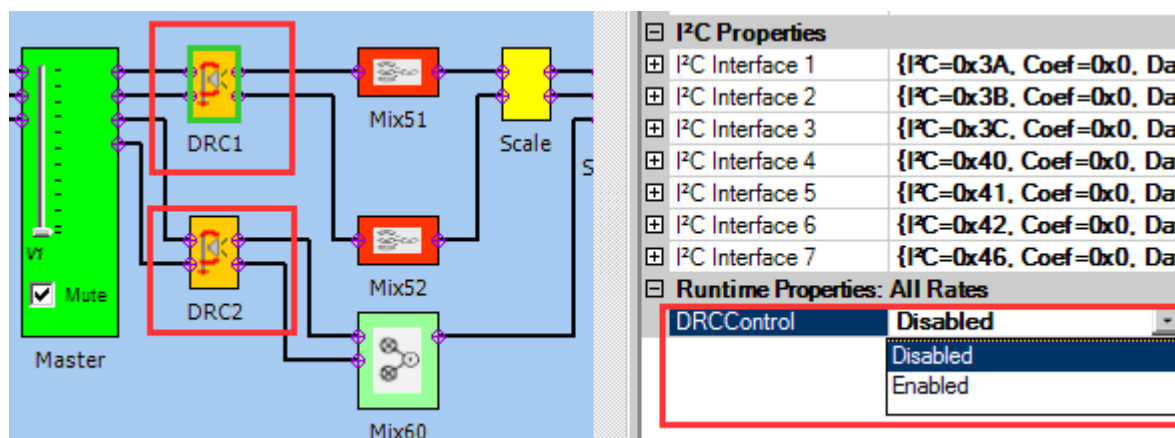 V1
Mute
Master
DRC1
DRC2
Mix51
Mix52
Mix60
Scale
S
I²C Properties
I²C Interface 1 {I²C=0x3A, Coef=0x0, Da
I²C Interface 2 {I²C=0x3B, Coef=0x0, Da
I²C Interface 3 {I²C=0x3C, Coef=0x0, Da
I²C Interface 4 {I²C=0x40, Coef=0x0, Da
I²C Interface 5 {I²C=0x41, Coef=0x0, Da
I²C Interface 6 {I²C=0x42, Coef=0x0, Da
I²C Interface 7 {I²C=0x46, Coef=0x0, Da
Runtime Properties: All Rates
DRCControl Disabled
Disabled
Enabled